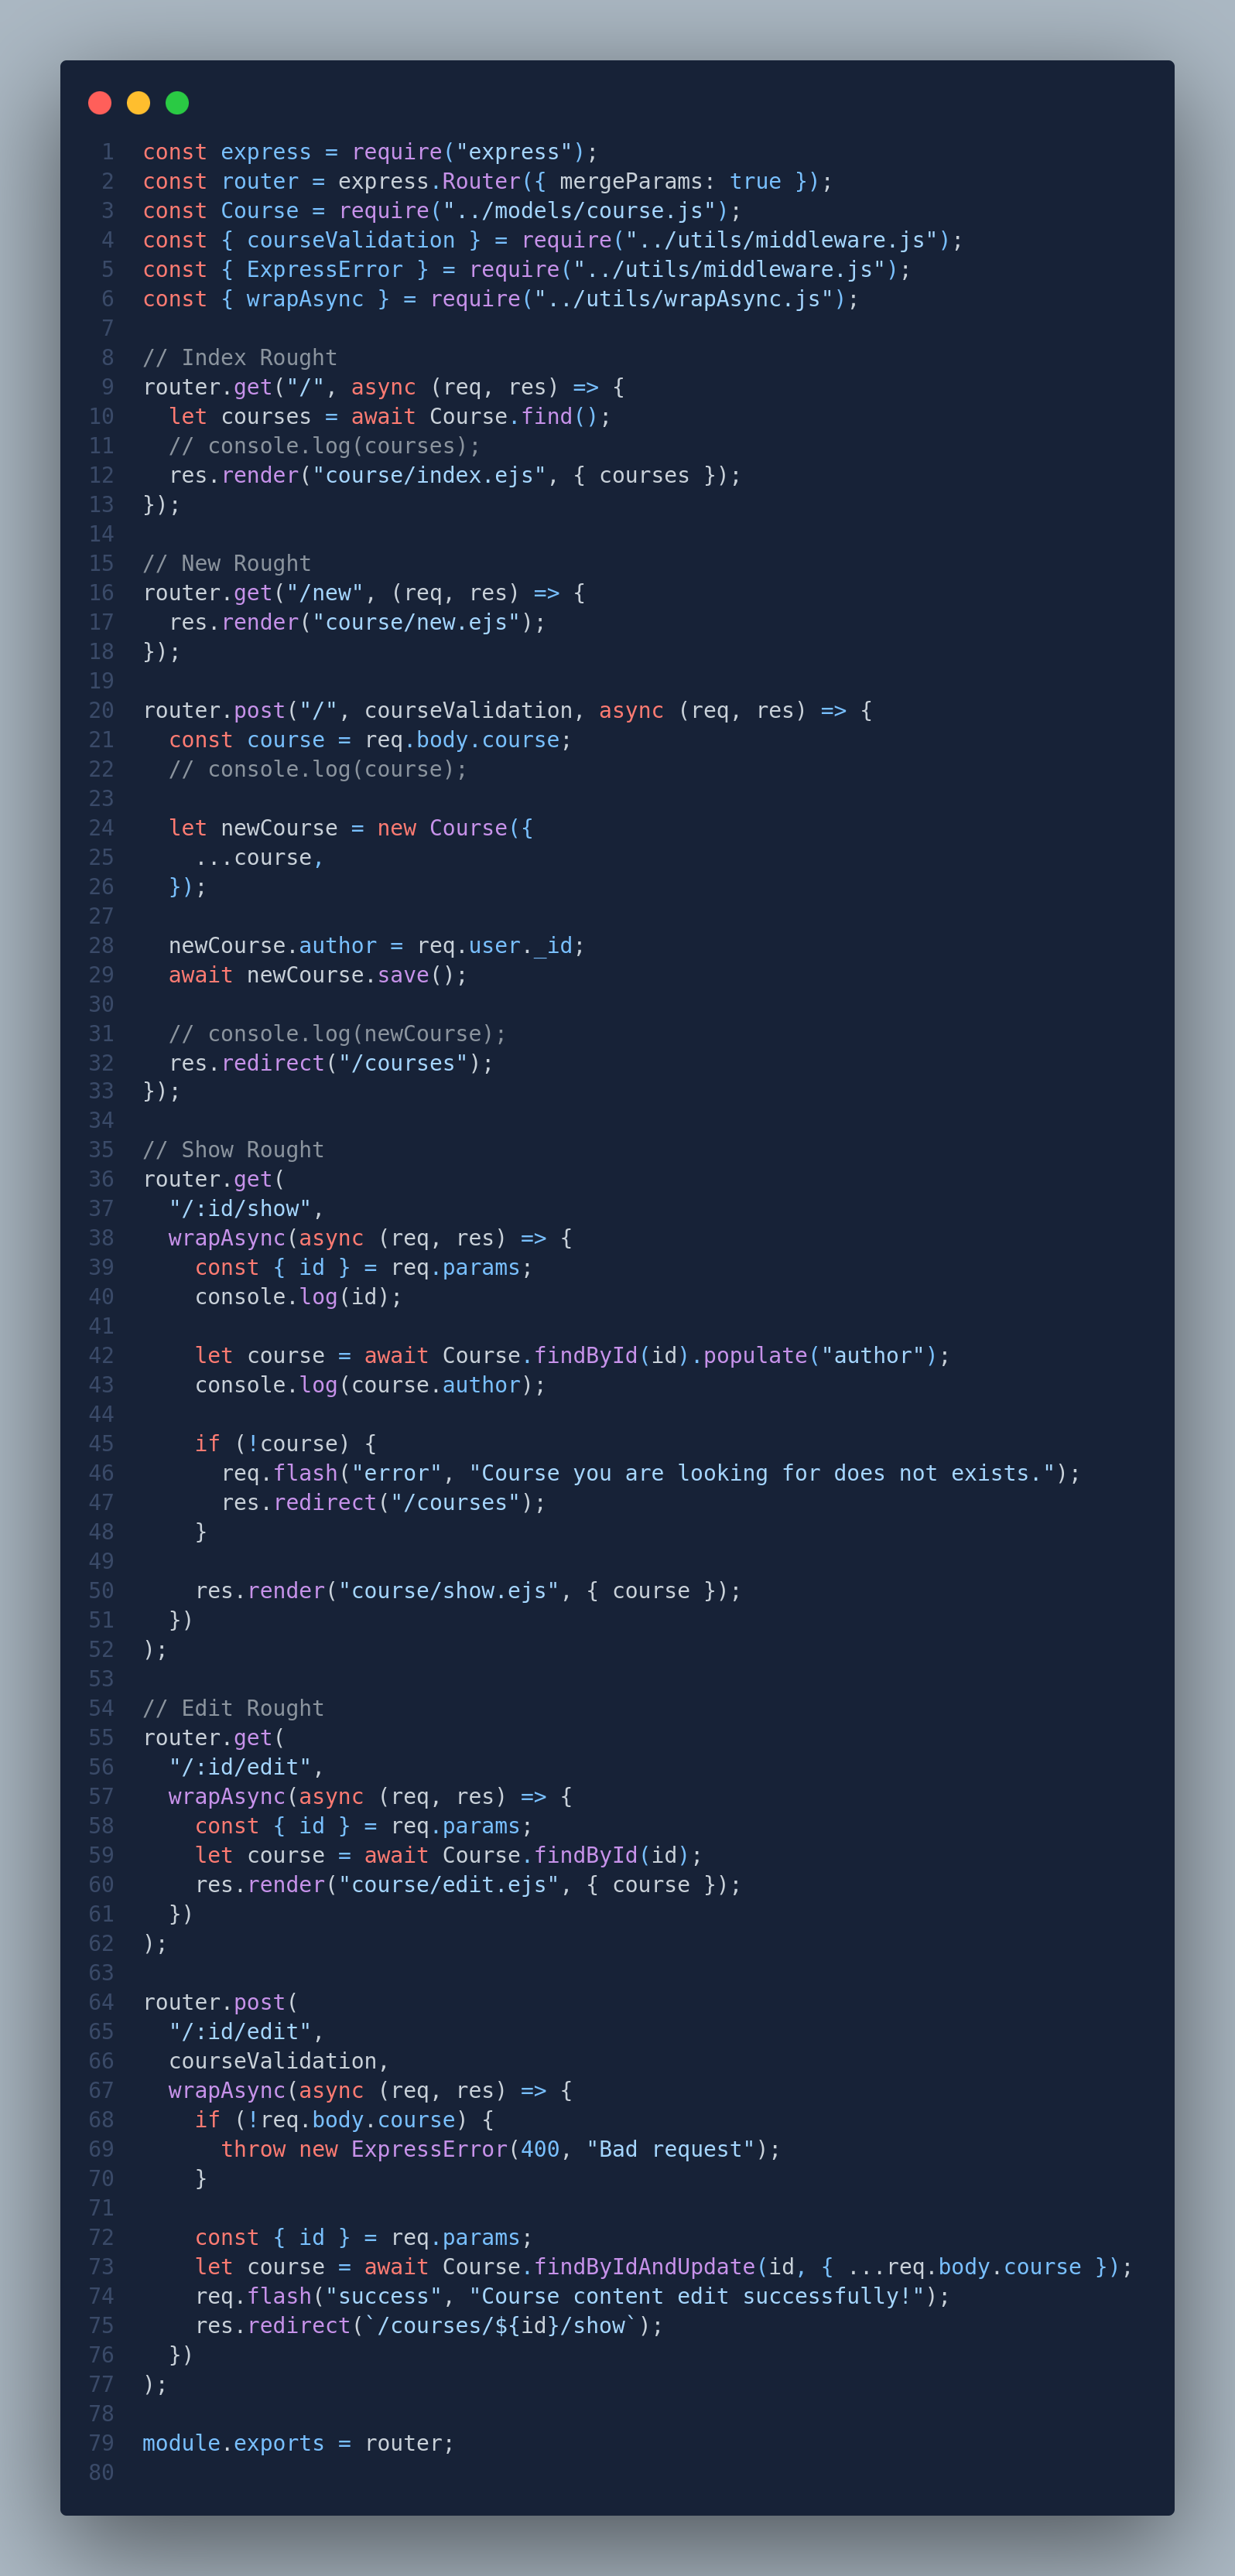 1 const express = require("express");
2 const router = express.Router({ mergeParams: true });
3 const Course = require("../models/course.js");
4 const { courseValidation } = require("../utils/middleware.js");
5 const { ExpressError } = require("../utils/middleware.js");
6 const { wrapAsync } = require("../utils/wrapAsync.js");
7
8 // Index Rought
9 router.get("/", async (req, res) => {
10   let courses = await Course.find();
11   // console.log(courses);
12   res.render("course/index.ejs", { courses });
13 });
14
15 // New Rought
16 router.get("/new", (req, res) => {
17   res.render("course/new.ejs");
18 });
19
20 router.post("/", courseValidation, async (req, res) => {
21   const course = req.body.course;
22   // console.log(course);
23
24   let newCourse = new Course({
25     ...course,
26   });
27
28   newCourse.author = req.user._id;
29   await newCourse.save();
30
31   // console.log(newCourse);
32   res.redirect("/courses");
33 });
34
35 // Show Rought
36 router.get(
37   "/:id/show",
38   wrapAsync(async (req, res) => {
39     const { id } = req.params;
40     console.log(id);
41
42     let course = await Course.findById(id).populate("author");
43     console.log(course.author);
44
45     if (!course) {
46       req.flash("error", "Course you are looking for does not exists.");
47       res.redirect("/courses");
48     }
49
50     res.render("course/show.ejs", { course });
51   })
52 );
53
54 // Edit Rought
55 router.get(
56   "/:id/edit",
57   wrapAsync(async (req, res) => {
58     const { id } = req.params;
59     let course = await Course.findById(id);
60     res.render("course/edit.ejs", { course });
61   })
62 );
63
64 router.post(
65   "/:id/edit",
66   courseValidation,
67   wrapAsync(async (req, res) => {
68     if (!req.body.course) {
69       throw new ExpressError(400, "Bad request");
70     }
71
72     const { id } = req.params;
73     let course = await Course.findByIdAndUpdate(id, { ...req.body.course });
74     req.flash("success", "Course content edit successfully!");
75     res.redirect(`/courses/${id}/show`);
76   })
77 );
78
79 module.exports = router;
80